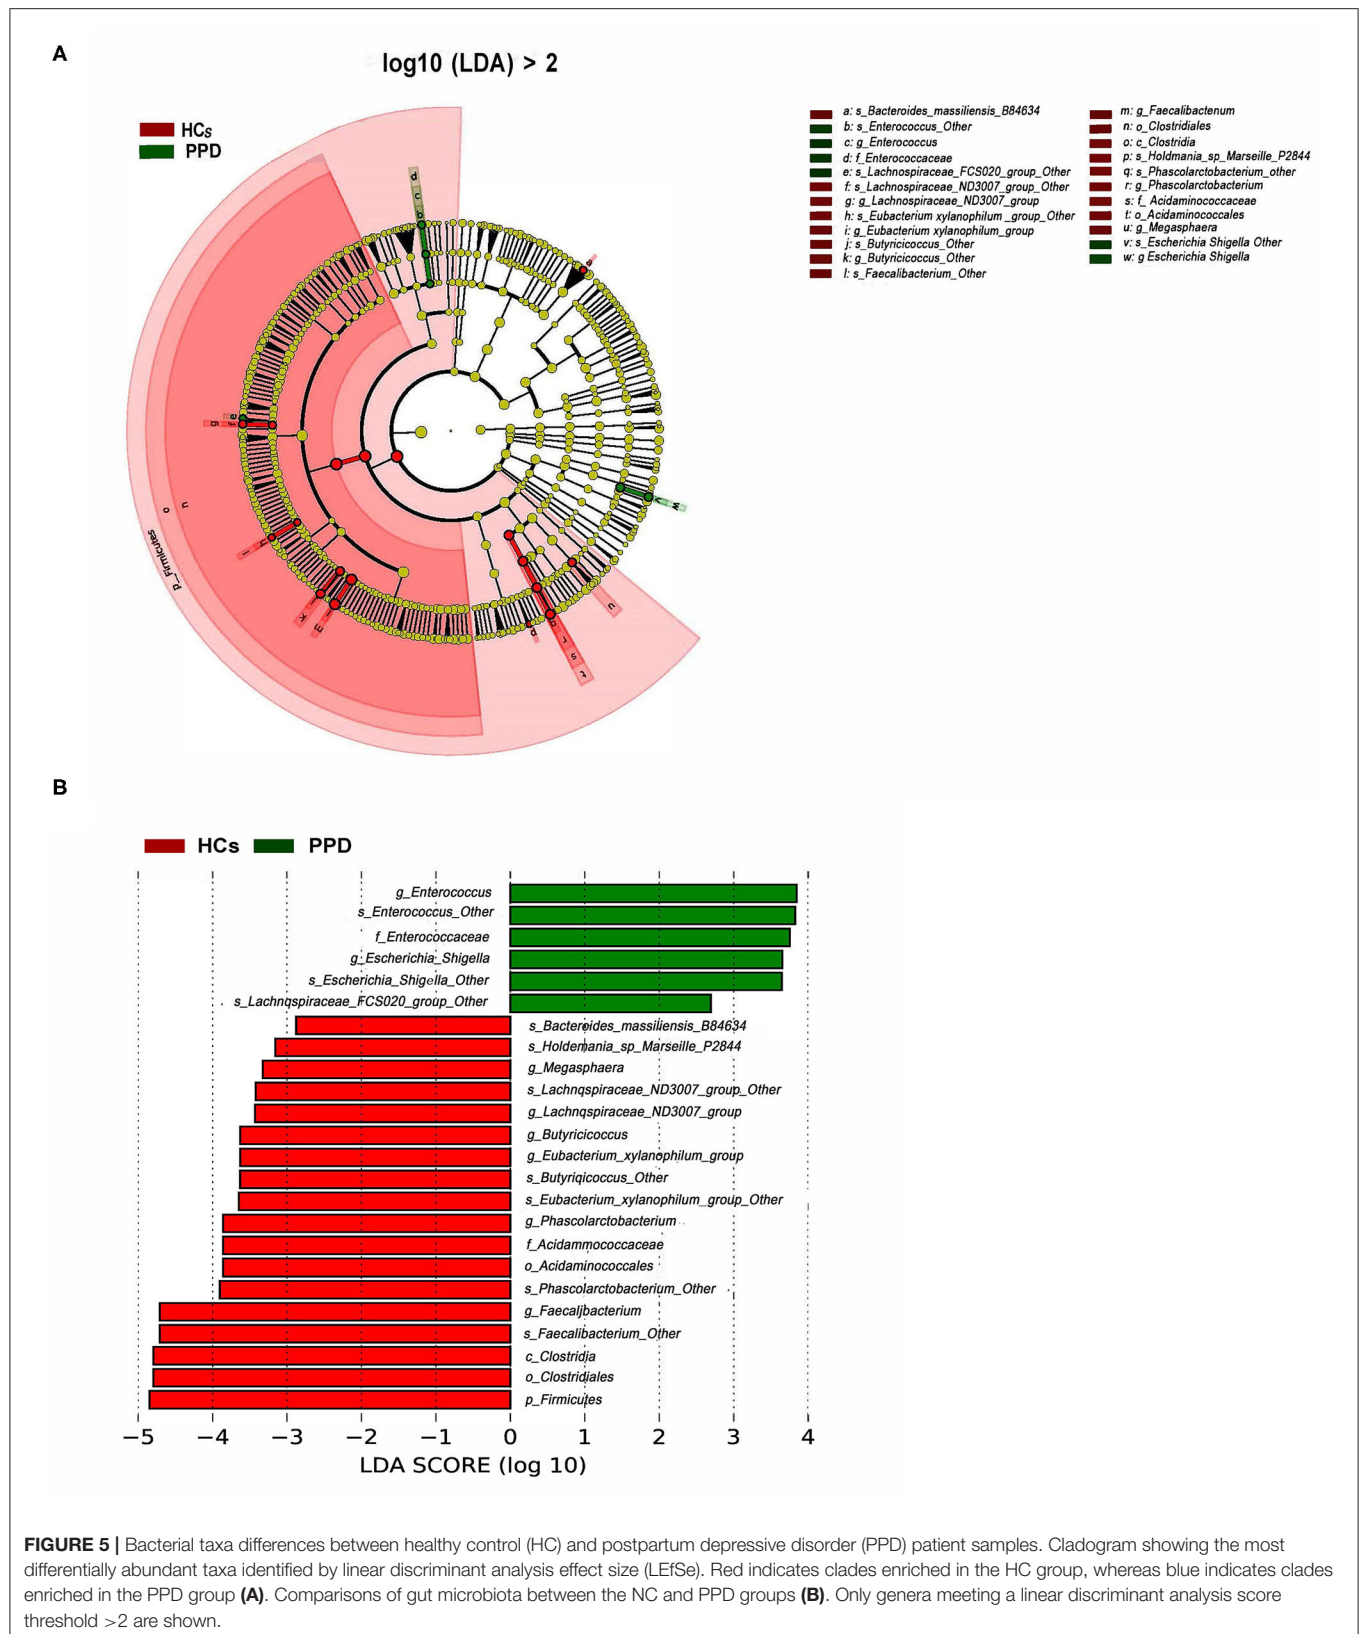 A
log10 (LDA) > 2
HCs
PPD
a: s_Bacteroides_massiliensis_B84634
b: s_Enterococcus_Other
c: g_Enterococcus
d: f_Enterococcaceae
e: s_Lachnospiraceae_FCS020_group_Other
f: s_Lachnospiraceae_ND3007_group_Other
g: g_Lachnospiraceae_ND3007_group
h: s_Eubacterium xylanophilum _group_Other
i: g_Eubacterium xylanophilum_group
j: s_Butyricicoccus_Other
k: g_Butyricicoccus_Other
l: s_Faecalibacterium_Other
m: g_Faecalibactenum
n: o_Clostridiales
o: c_Clostridia
p: s_Holdmania_sp_Marseille_P2844
q: s_Phascolarctobacterium_other
r: g_Phascolarctobacterium
s: f_ Acidaminococcaceae
t: o_Acidaminococcales
u: g_Megasphaera
v: s_Escherichia Shigella Other
w: g Escherichia Shigella
d
c
b
a
e
f
g
n
o
p_Firmicutes
h
i
k
m
p
q
r
s
t
u
v
w
B
HCs PPD
g_Enterococcus
s_Enterococcus_Other
f_Enterococcaceae
g_Escherichia_Shigella
s_Escherichia_Shigella_Other
s_Lachnqspiraceae_FCS020_group_Other
s_Bacteroides_massiliensis_B84634
s_Holdemania_sp_Marseille_P2844
g_Megasphaera
s_Lachnqspiraceae_ND3007_group_Other
g_Lachnqspiraceae_ND3007_group
g_Butyricicoccus
g_Eubacterium_xylanophilum_group
s_Butyriqicoccus_Other
s_Eubacterium_xylanophilum_group_Other
g_Phascolarctobacterium
f_Acidammococcaceae
o_Acidaminococcales
s_Phascolarctobacterium_Other
g_Faecaljbacterium
s_Faecalibacterium_Other
c_Clostridia
o_Clostridiales
p_Firmicutes
−5 −4 −3 −2 −1 0 1 2 3 4
LDA SCORE (log 10)
FIGURE 5 | Bacterial taxa differences between healthy control (HC) and postpartum depressive disorder (PPD) patient samples. Cladogram showing the most
differentially abundant taxa identified by linear discriminant analysis effect size (LEfSe). Red indicates clades enriched in the HC group, whereas blue indicates clades
enriched in the PPD group (A). Comparisons of gut microbiota between the NC and PPD groups (B). Only genera meeting a linear discriminant analysis score
threshold >2 are shown.